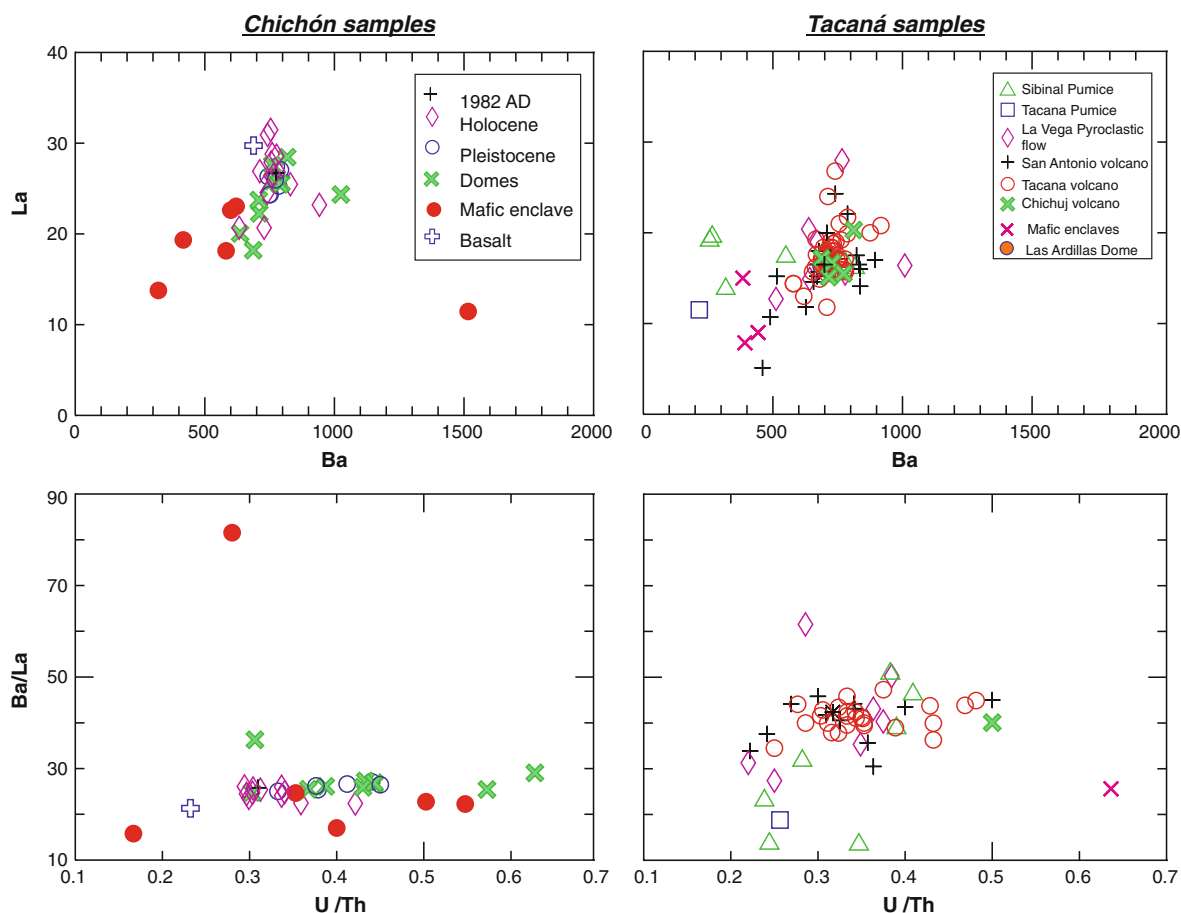 Chichón samples
Tacaná samples
40
30
20
10
0
La
1982 AD
Holocene
Pleistocene
Domes
Mafic enclave
Basalt
0
500
1000
1500
2000
Ba
Sibinal Pumice
Tacana Pumice
La Vega Pyroclastic
flow
San Antonio volcano
Tacana volcano
Chichuj volcano
Mafic enclaves
Las Ardillas Dome
0
500
1000
1500
2000
Ba
90
70
50
30
10
Ba/La
0.1
0.2
0.3
0.4
0.5
0.6
0.7
U /Th
0.1
0.2
0.3
0.4
0.5
0.6
0.7
U /Th